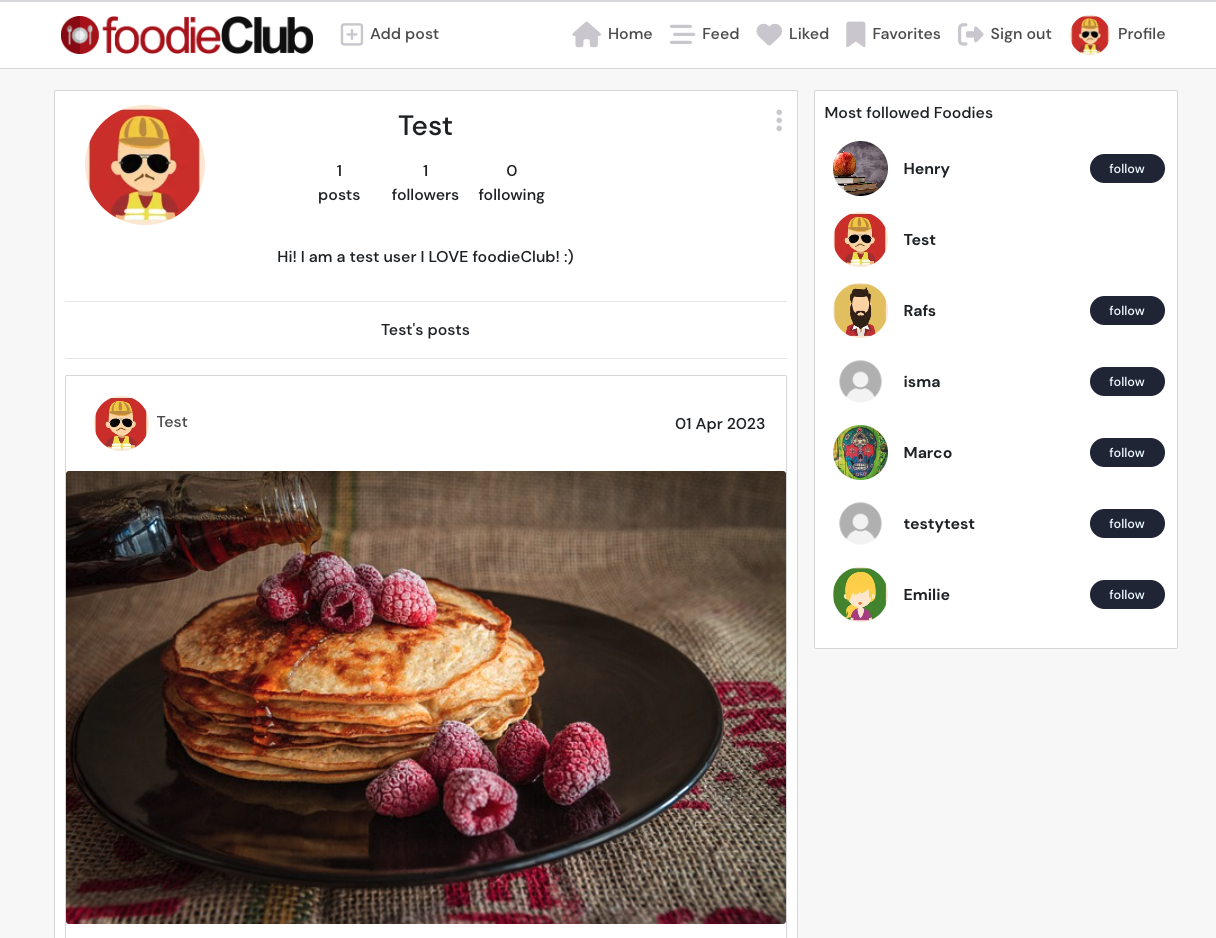 foodieClub
Add post
Home
Feed
Liked
Favorites
Sign out
Profile
Test
1 1 0
posts followers following
Hi! I am a test user I LOVE foodieClub! :)
Test's posts
Test
01 Apr 2023
Most followed Foodies
Henry follow
Test
Rafs follow
isma follow
Marco follow
testytest follow
Emilie follow